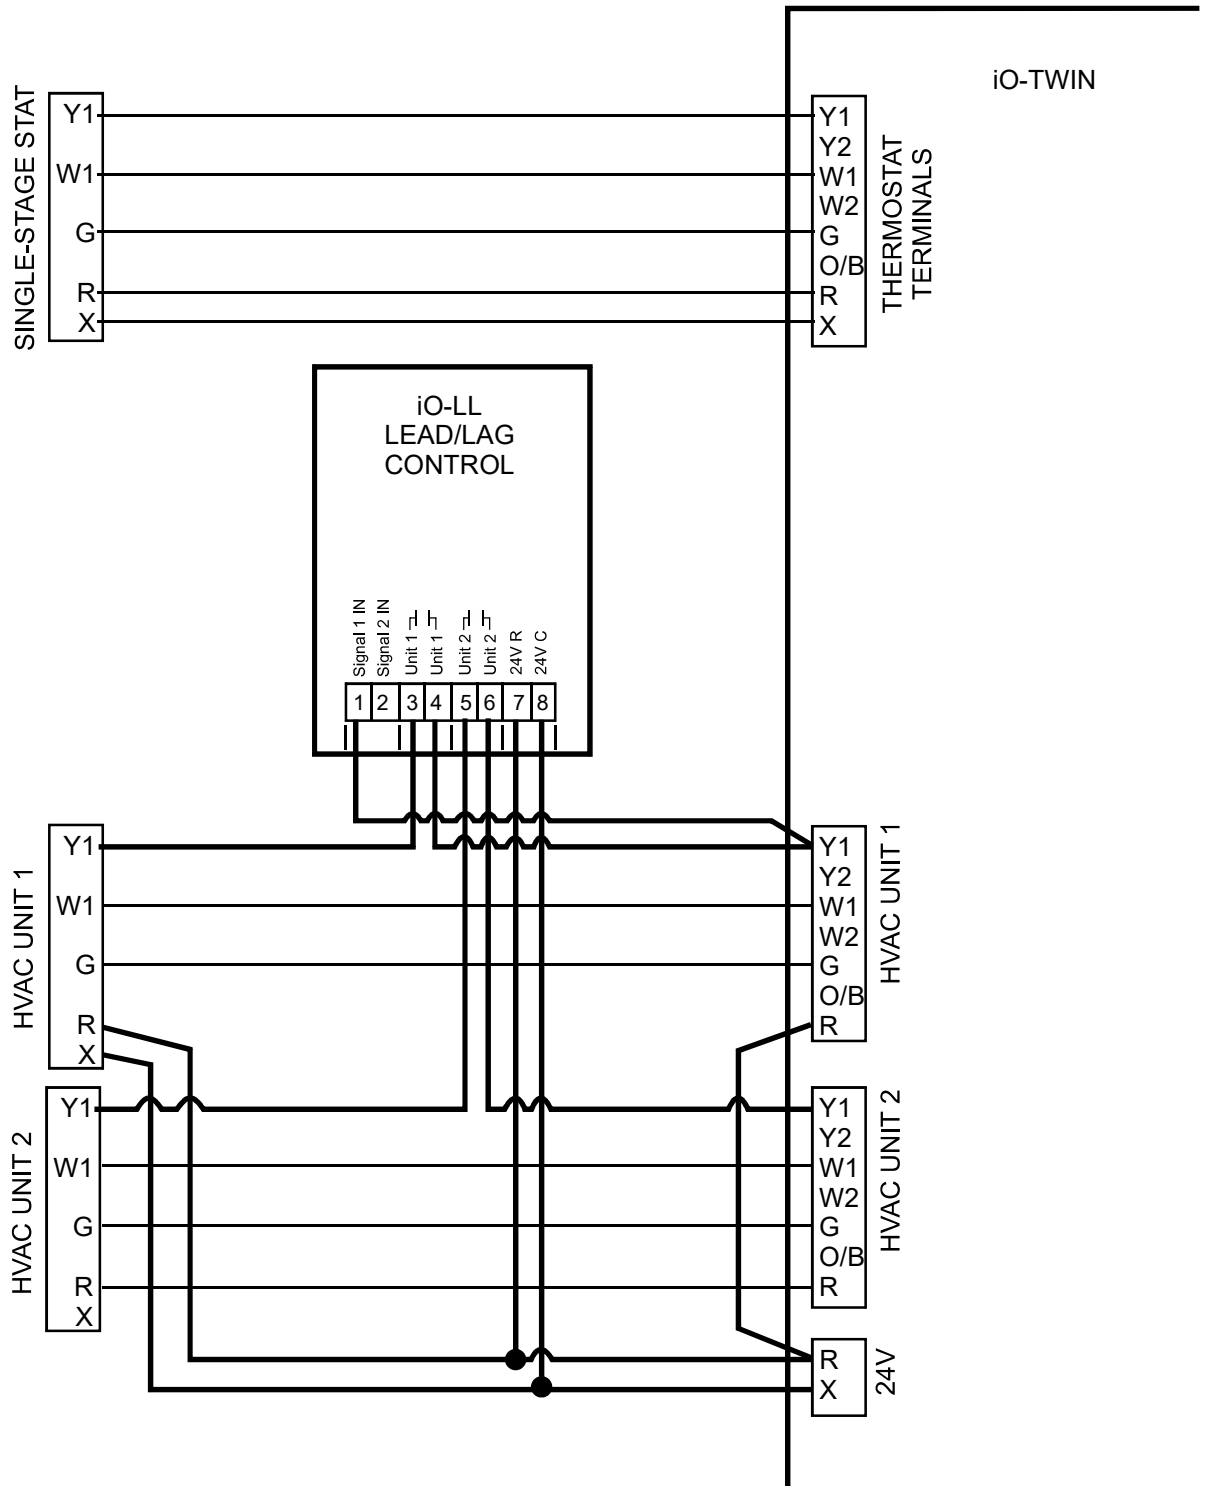 iO-TWIN
SINGLE-STAGE STAT
Y1
W1
G
R
X
Y1
Y2
W1
W2
G
O/B
R
X
THERMOSTAT
TERMINALS
iO-LL
LEAD/LAG
CONTROL
Signal 1 IN
Signal 2 IN
Unit 1
Unit 1
Unit 2
Unit 2
24V R
24V C
1 2 3 4 5 6 7 8
HVAC UNIT 1
Y1
W1
G
R
X
Y1
Y2
W1
W2
G
O/B
R
HVAC UNIT 1
HVAC UNIT 2
Y1
W1
G
R
X
Y1
Y2
W1
W2
G
O/B
R
HVAC UNIT 2
R
X
24V